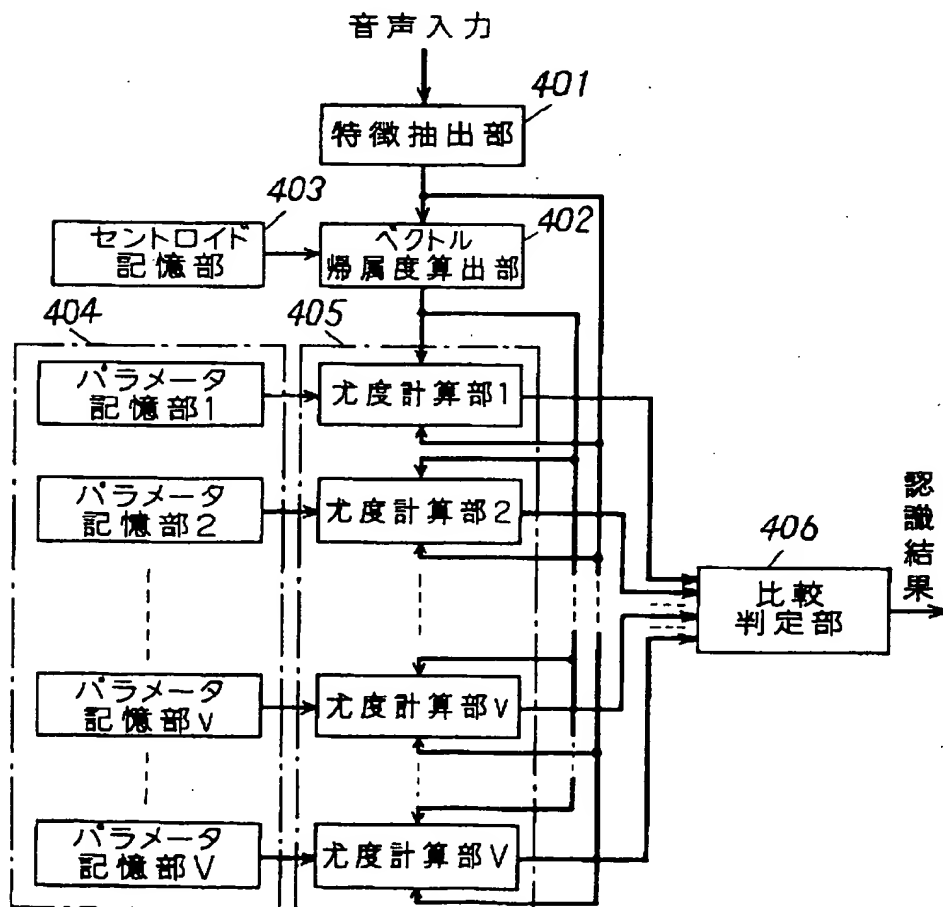 音声入力
401
特徴抽出部
403
セントロイド
記憶部
402
ベクトル
帰属度算出部
404
405
パラメータ
記憶部1
尤度計算部1
パラメータ
記憶部2
尤度計算部2
406
比較
判定部
認識結果
パラメータ
記憶部v
尤度計算部v
パラメータ
記憶部V
尤度計算部V